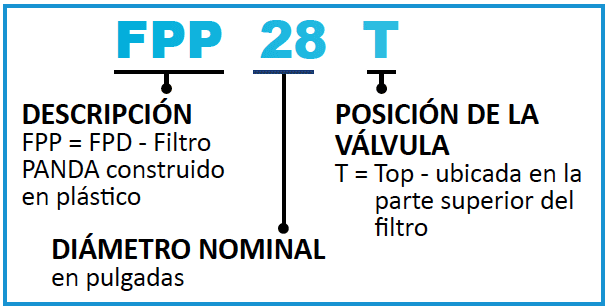 FPP 28 T
DESCRIPCIÓN
FPP = FPD - Filtro
PANDA construido
en plástico
DIÁMETRO NOMINAL
en pulgadas
POSICIÓN DE LA
VÁLVULA
T = Top - ubicada en la
parte superior del
filtro